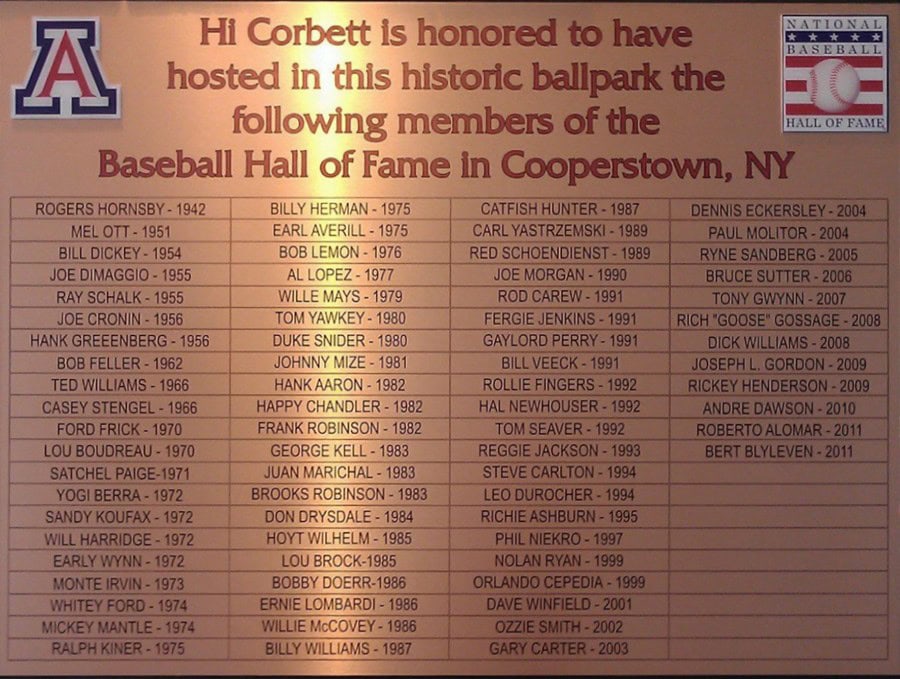 Hi Corbett is honored to have
hosted in this historic ballpark the
following members of the
Baseball Hall of Fame in Cooperstown, NY
A
NATIONAL
BASEBALL
HALL OF FAME
ROGERS HORNSBY - 1942
MEL OTT - 1951
BILL DICKEY - 1954
JOE DIMAGGIO - 1955
RAY SCHALK - 1955
JOE CRONIN - 1956
HANK GREEENBERG - 1956
BOB FELLER - 1962
TED WILLIAMS - 1966
CASEY STENGEL - 1966
FORD FRICK - 1970
LOU BOUDREAU - 1970
SATCHEL PAIGE-1971
YOGI BERRA - 1972
SANDY KOUFAX - 1972
WILL HARRIDGE - 1972
EARLY WYNN - 1972
MONTE IRVIN - 1973
WHITEY FORD - 1974
MICKEY MANTLE - 1974
RALPH KINER - 1975
BILLY HERMAN - 1975
EARL AVERILL - 1975
BOB LEMON - 1976
AL LOPEZ - 1977
WILLE MAYS - 1979
TOM YAWKEY - 1980
DUKE SNIDER - 1980
JOHNNY MIZE - 1981
HANK AARON - 1982
HAPPY CHANDLER - 1982
FRANK ROBINSON - 1982
GEORGE KELL - 1983
JUAN MARICHAL - 1983
BROOKS ROBINSON - 1983
DON DRYSDALE - 1984
HOYT WILHELM - 1985
LOU BROCK-1985
BOBBY DOERR-1986
ERNIE LOMBARDI - 1986
WILLIE McCOVEY - 1986
BILLY WILLIAMS - 1987
CATFISH HUNTER - 1987
CARL YASTRZEMSKI - 1989
RED SCHOENDIENST - 1989
JOE MORGAN - 1990
ROD CAREW - 1991
FERGIE JENKINS - 1991
GAYLORD PERRY - 1991
BILL VEECK - 1991
ROLLIE FINGERS - 1992
HAL NEWHOUSER - 1992
TOM SEAVER - 1992
REGGIE JACKSON - 1993
STEVE CARLTON - 1994
LEO DUROCHER - 1994
RICHIE ASHBURN - 1995
PHIL NIEKRO - 1997
NOLAN RYAN - 1999
ORLANDO CEPEDIA - 1999
DAVE WINFIELD - 2001
OZZIE SMITH - 2002
GARY CARTER - 2003
DENNIS ECKERSLEY - 2004
PAUL MOLITOR - 2004
RYNE SANDBERG - 2005
BRUCE SUTTER - 2006
TONY GWYNN - 2007
RICH "GOOSE" GOSSAGE - 2008
DICK WILLIAMS - 2008
JOSEPH L. GORDON - 2009
RICKEY HENDERSON - 2009
ANDRE DAWSON - 2010
ROBERTO ALOMAR - 2011
BERT BLYLEVEN - 2011